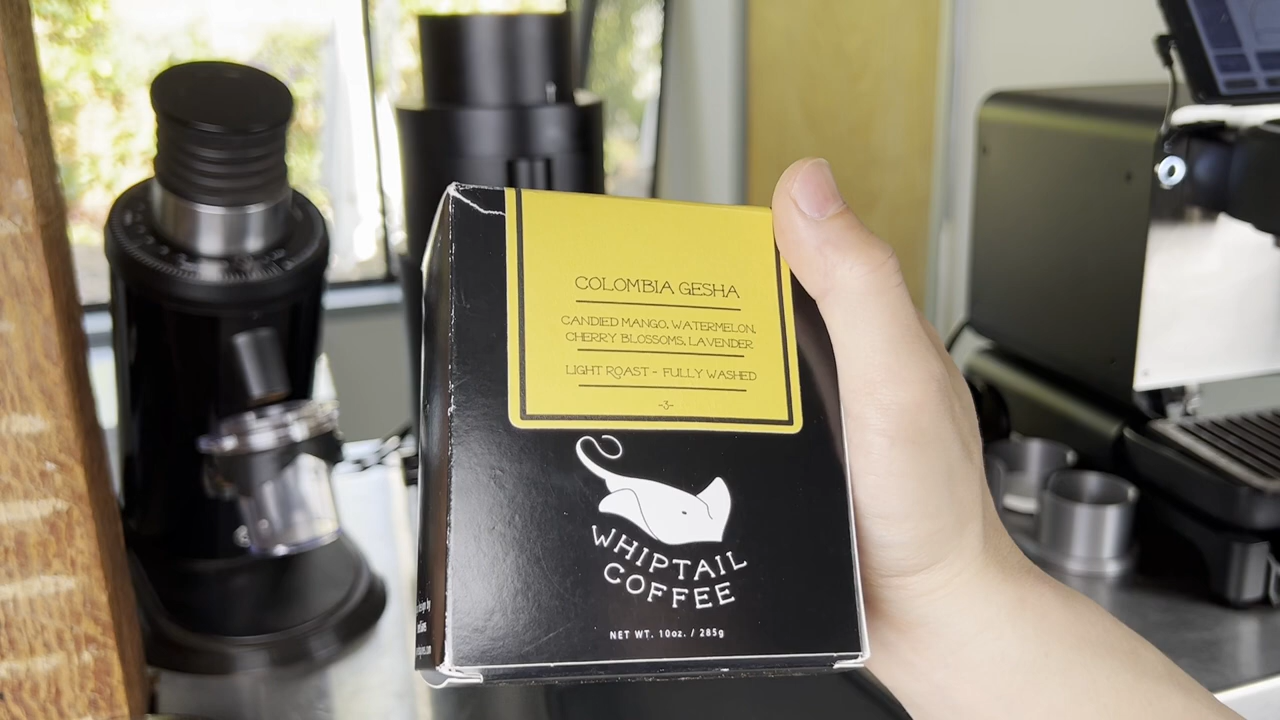 COLOMBIA GESHA
CANDIED MANGO, WATERMELON,
CHERRY BLOSSOMS, LAVENDER
LIGHT ROAST - FULLY WASHED
-3-
WHIPTAIL
COFFEE
NET WT. 10oz. / 285g